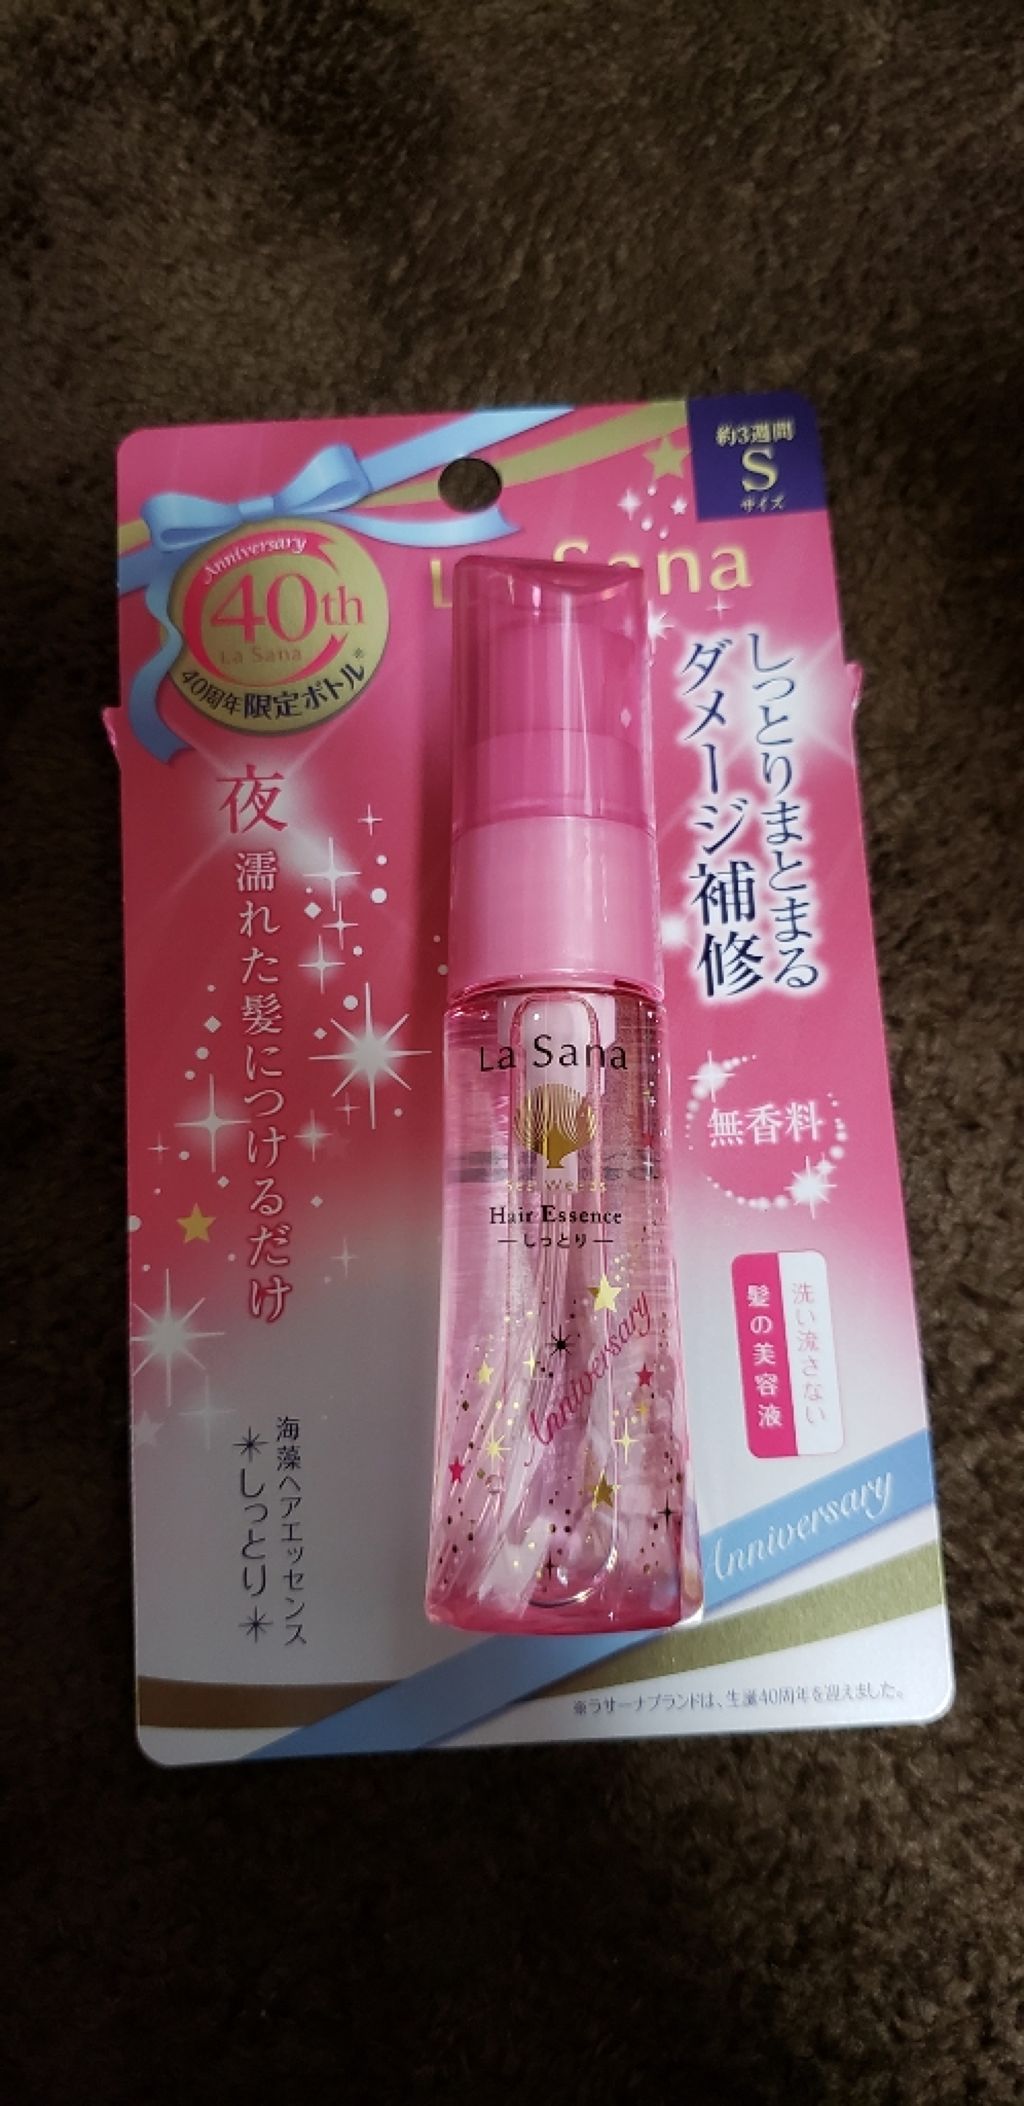 約3週間
S
サイズ
Anniversary
40th
La Sana
40周年限定ボトル※
La Sana
しっとりまとまる
ダメージ補修
夜
濡れた髪につけるだけ
無香料
洗い流さない
髪の美容液
La Sana
Sea Weeds
Hair Essence
—しっとり—
Anniversary
海藻ヘアエッセンス
＊しっとり＊
Anniversary
※ラサーナブランドは、生誕40周年を迎えました。